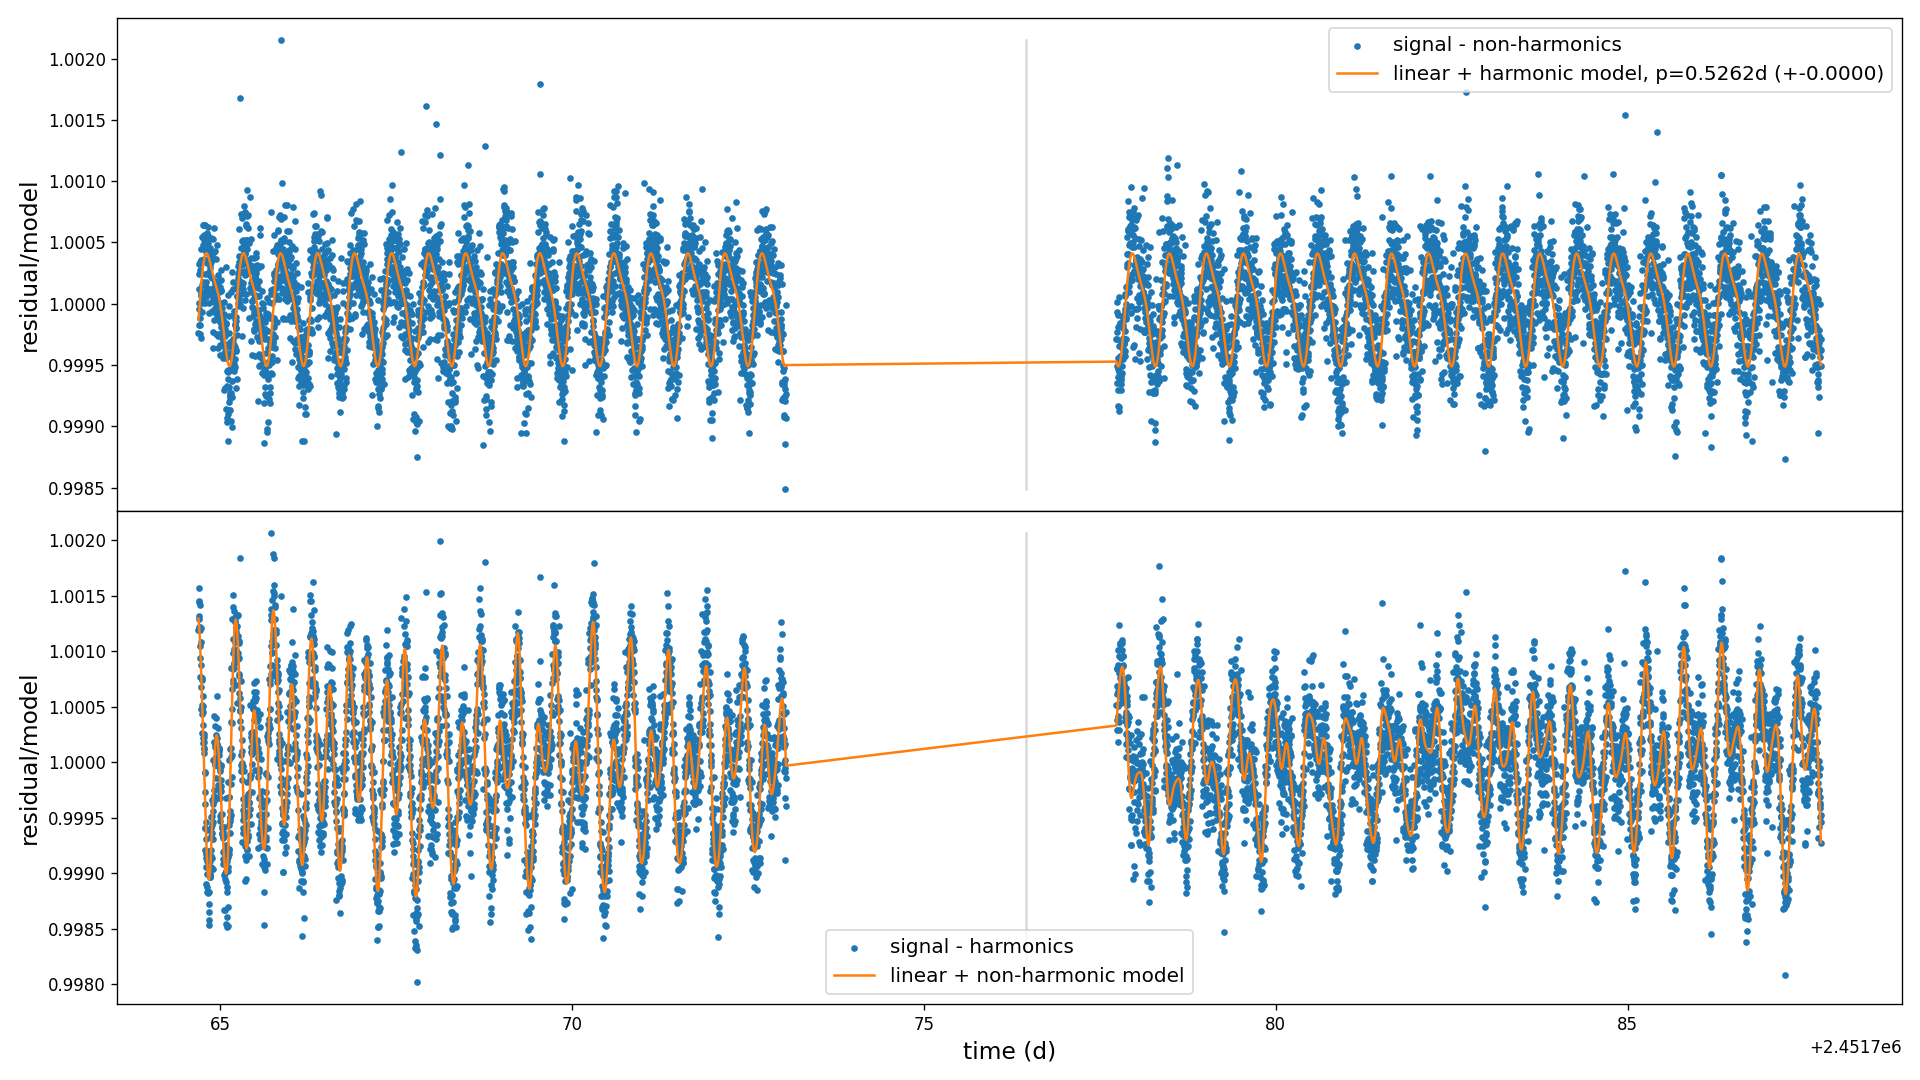 1.0020
1.0015
1.0010
1.0005
1.0000
0.9995
0.9990
0.9985
residual/model
signal - non-harmonics
linear + harmonic model, p=0.5262d (+-0.0000)
1.0020
1.0015
1.0010
1.0005
1.0000
0.9995
0.9990
0.9985
0.9980
residual/model
signal - harmonics
linear + non-harmonic model
65 70 75 80 85
time (d)
+2.4517e6